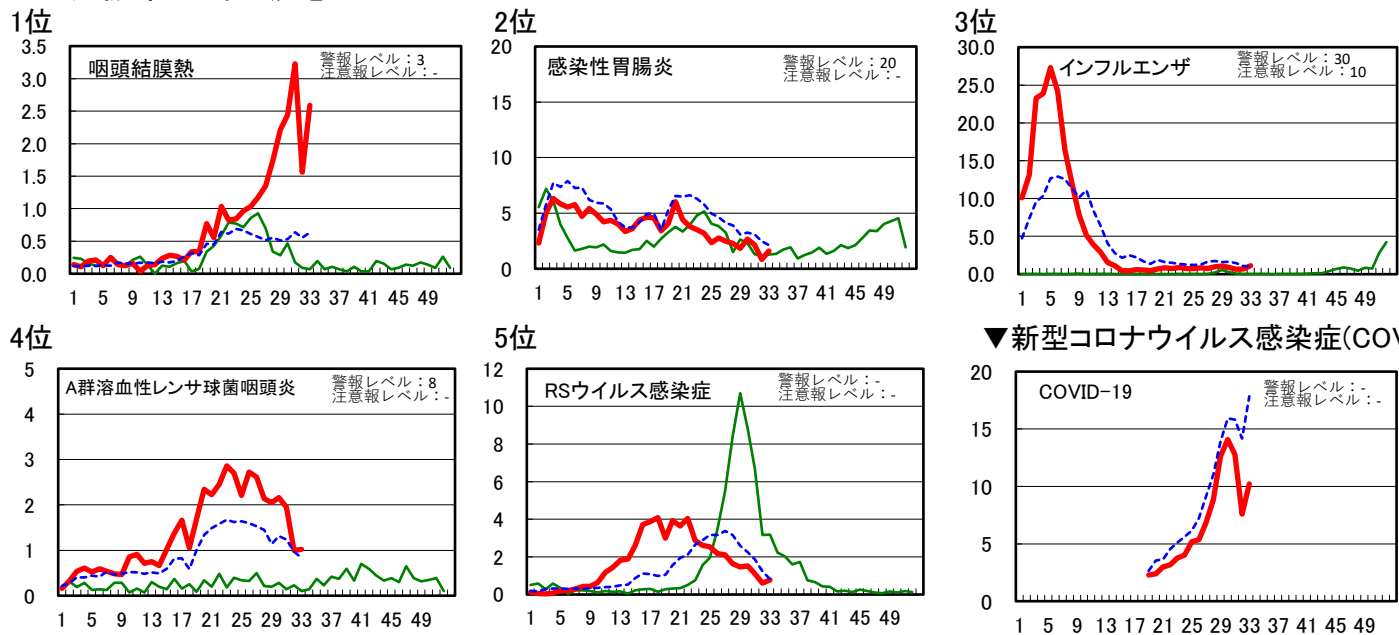 1位
咽頭結膜熱
警報レベル：3
注意報レベル：-
3.5
3.0
2.5
2.0
1.5
1.0
0.5
0.0
1 5 9 13 17 21 25 29 33 37 41 45 49
2位
感染性胃腸炎
警報レベル：20
注意報レベル：-
20
15
10
5
0
1 5 9 13 17 21 25 29 33 37 41 45 49
3位
インフルエンザ
警報レベル：30
注意報レベル：10
30.0
25.0
20.0
15.0
10.0
5.0
0.0
1 5 9 13 17 21 25 29 33 37 41 45 49
4位
A群溶血性レンサ球菌咽頭炎
警報レベル：8
注意報レベル：-
5
4
3
2
1
0
1 5 9 13 17 21 25 29 33 37 41 45 49
5位
RSウイルス感染症
警報レベル：-
注意報レベル：-
12
10
8
6
4
2
0
1 5 9 13 17 21 25 29 33 37 41 45 49
▼新型コロナウイルス感染症(COV
COVID-19
警報レベル：-
注意報レベル：-
20
15
10
5
0
1 5 9 13 17 21 25 29 33 37 41 45 49